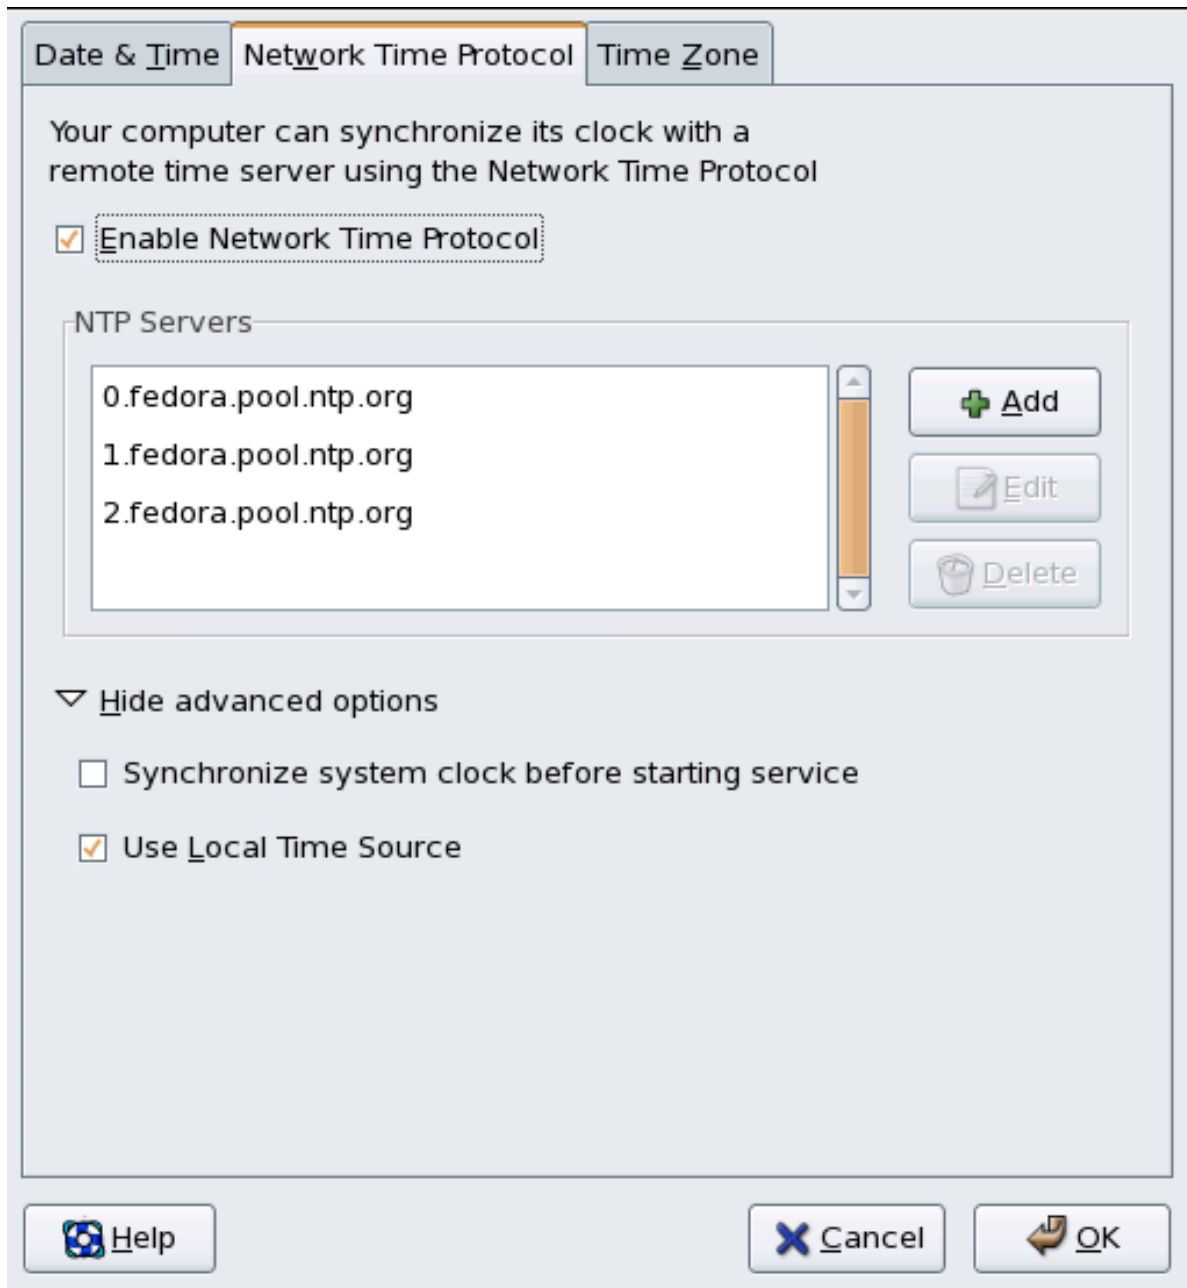 Date & Time
Network Time Protocol
Time Zone
Your computer can synchronize its clock with a
remote time server using the Network Time Protocol
Enable Network Time Protocol
NTP Servers
0.fedora.pool.ntp.org
1.fedora.pool.ntp.org
2.fedora.pool.ntp.org
Add
Edit
Delete
Hide advanced options
Synchronize system clock before starting service
Use Local Time Source
Help
Cancel
OK